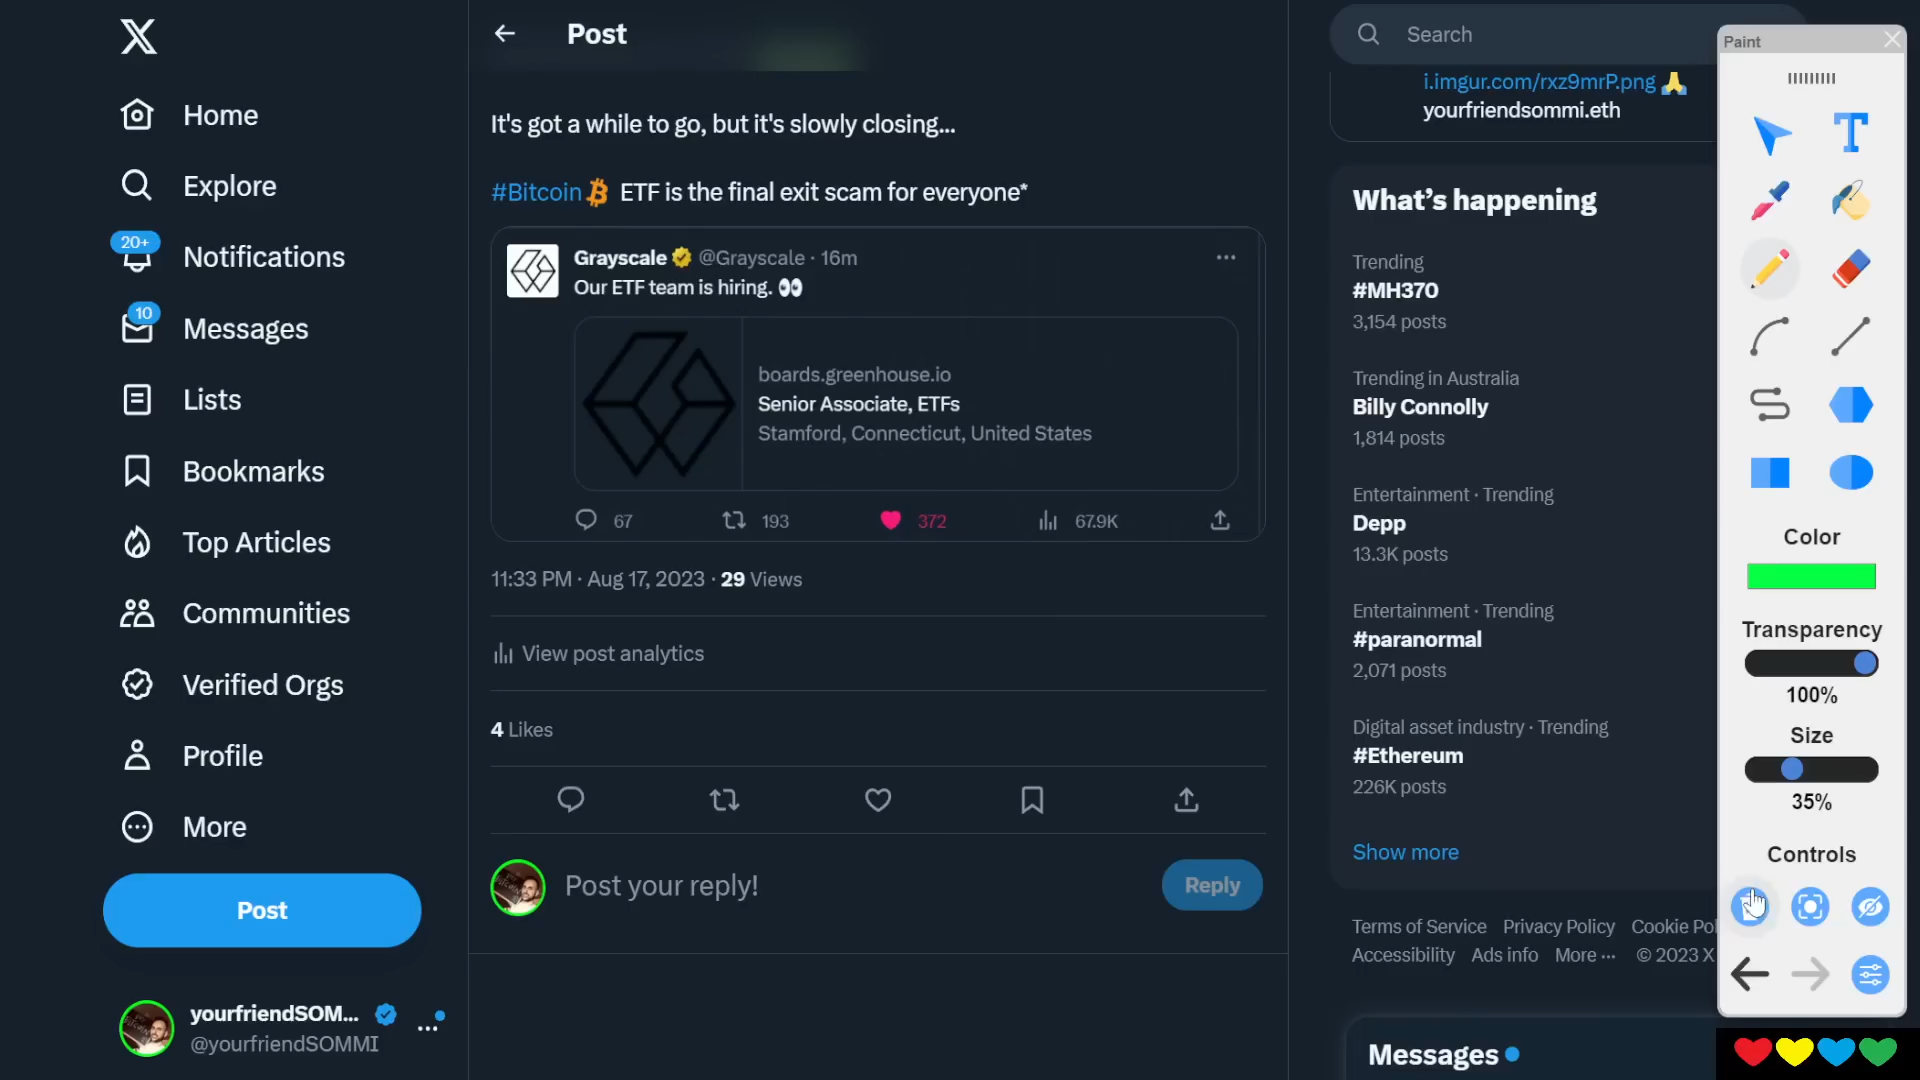 Home
Explore
20+
Notifications
10
Messages
Lists
Bookmarks
Top Articles
Communities
Verified Orgs
Profile
More
Post
yourfriendSOM...
@yourfriendSOMMI
Post
It's got a while to go, but it's slowly closing...
#Bitcoin ETF is the final exit scam for everyone*
Grayscale @Grayscale · 16m
Our ETF team is hiring. 👀
boards.greenhouse.io
Senior Associate, ETFs
Stamford, Connecticut, United States
67 193 372 67.9K
11:33 PM · Aug 17, 2023 · 29 Views
View post analytics
4 Likes
Post your reply!
Reply
Search
i.imgur.com/rxz9mrP.png 🙏
yourfriendsommi.eth
What's happening
Trending
#MH370
3,154 posts
Trending in Australia
Billy Connolly
1,814 posts
Entertainment · Trending
Depp
13.3K posts
Entertainment · Trending
#paranormal
2,071 posts
Digital asset industry · Trending
#Ethereum
226K posts
Show more
Terms of Service Privacy Policy Cookie Pol
Accessibility Ads info More ··· © 2023 X
Messages
Paint
Color
Transparency
100%
Size
35%
Controls